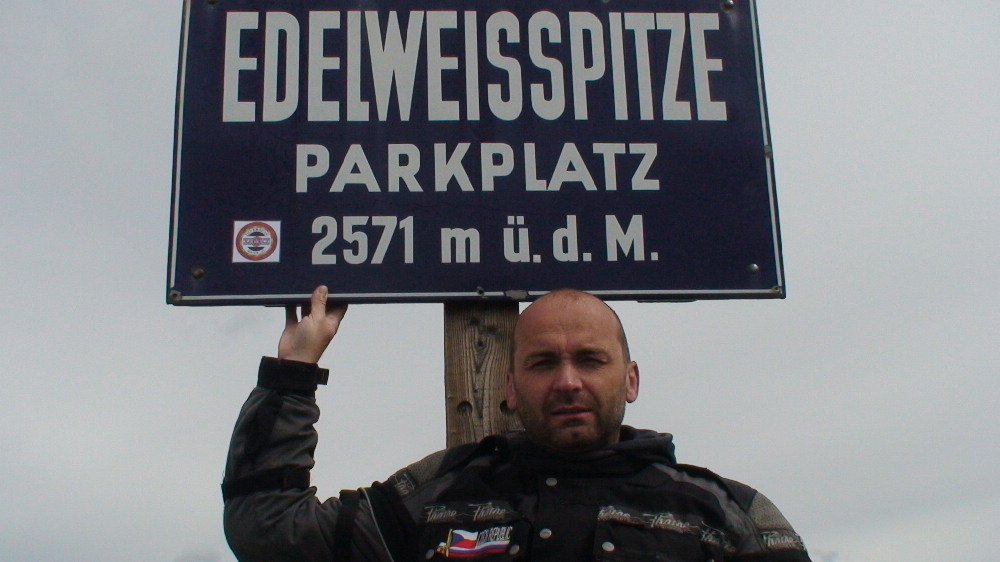 EDELWEISSPITZE
PARKPLATZ
2571 m ü. d. M.